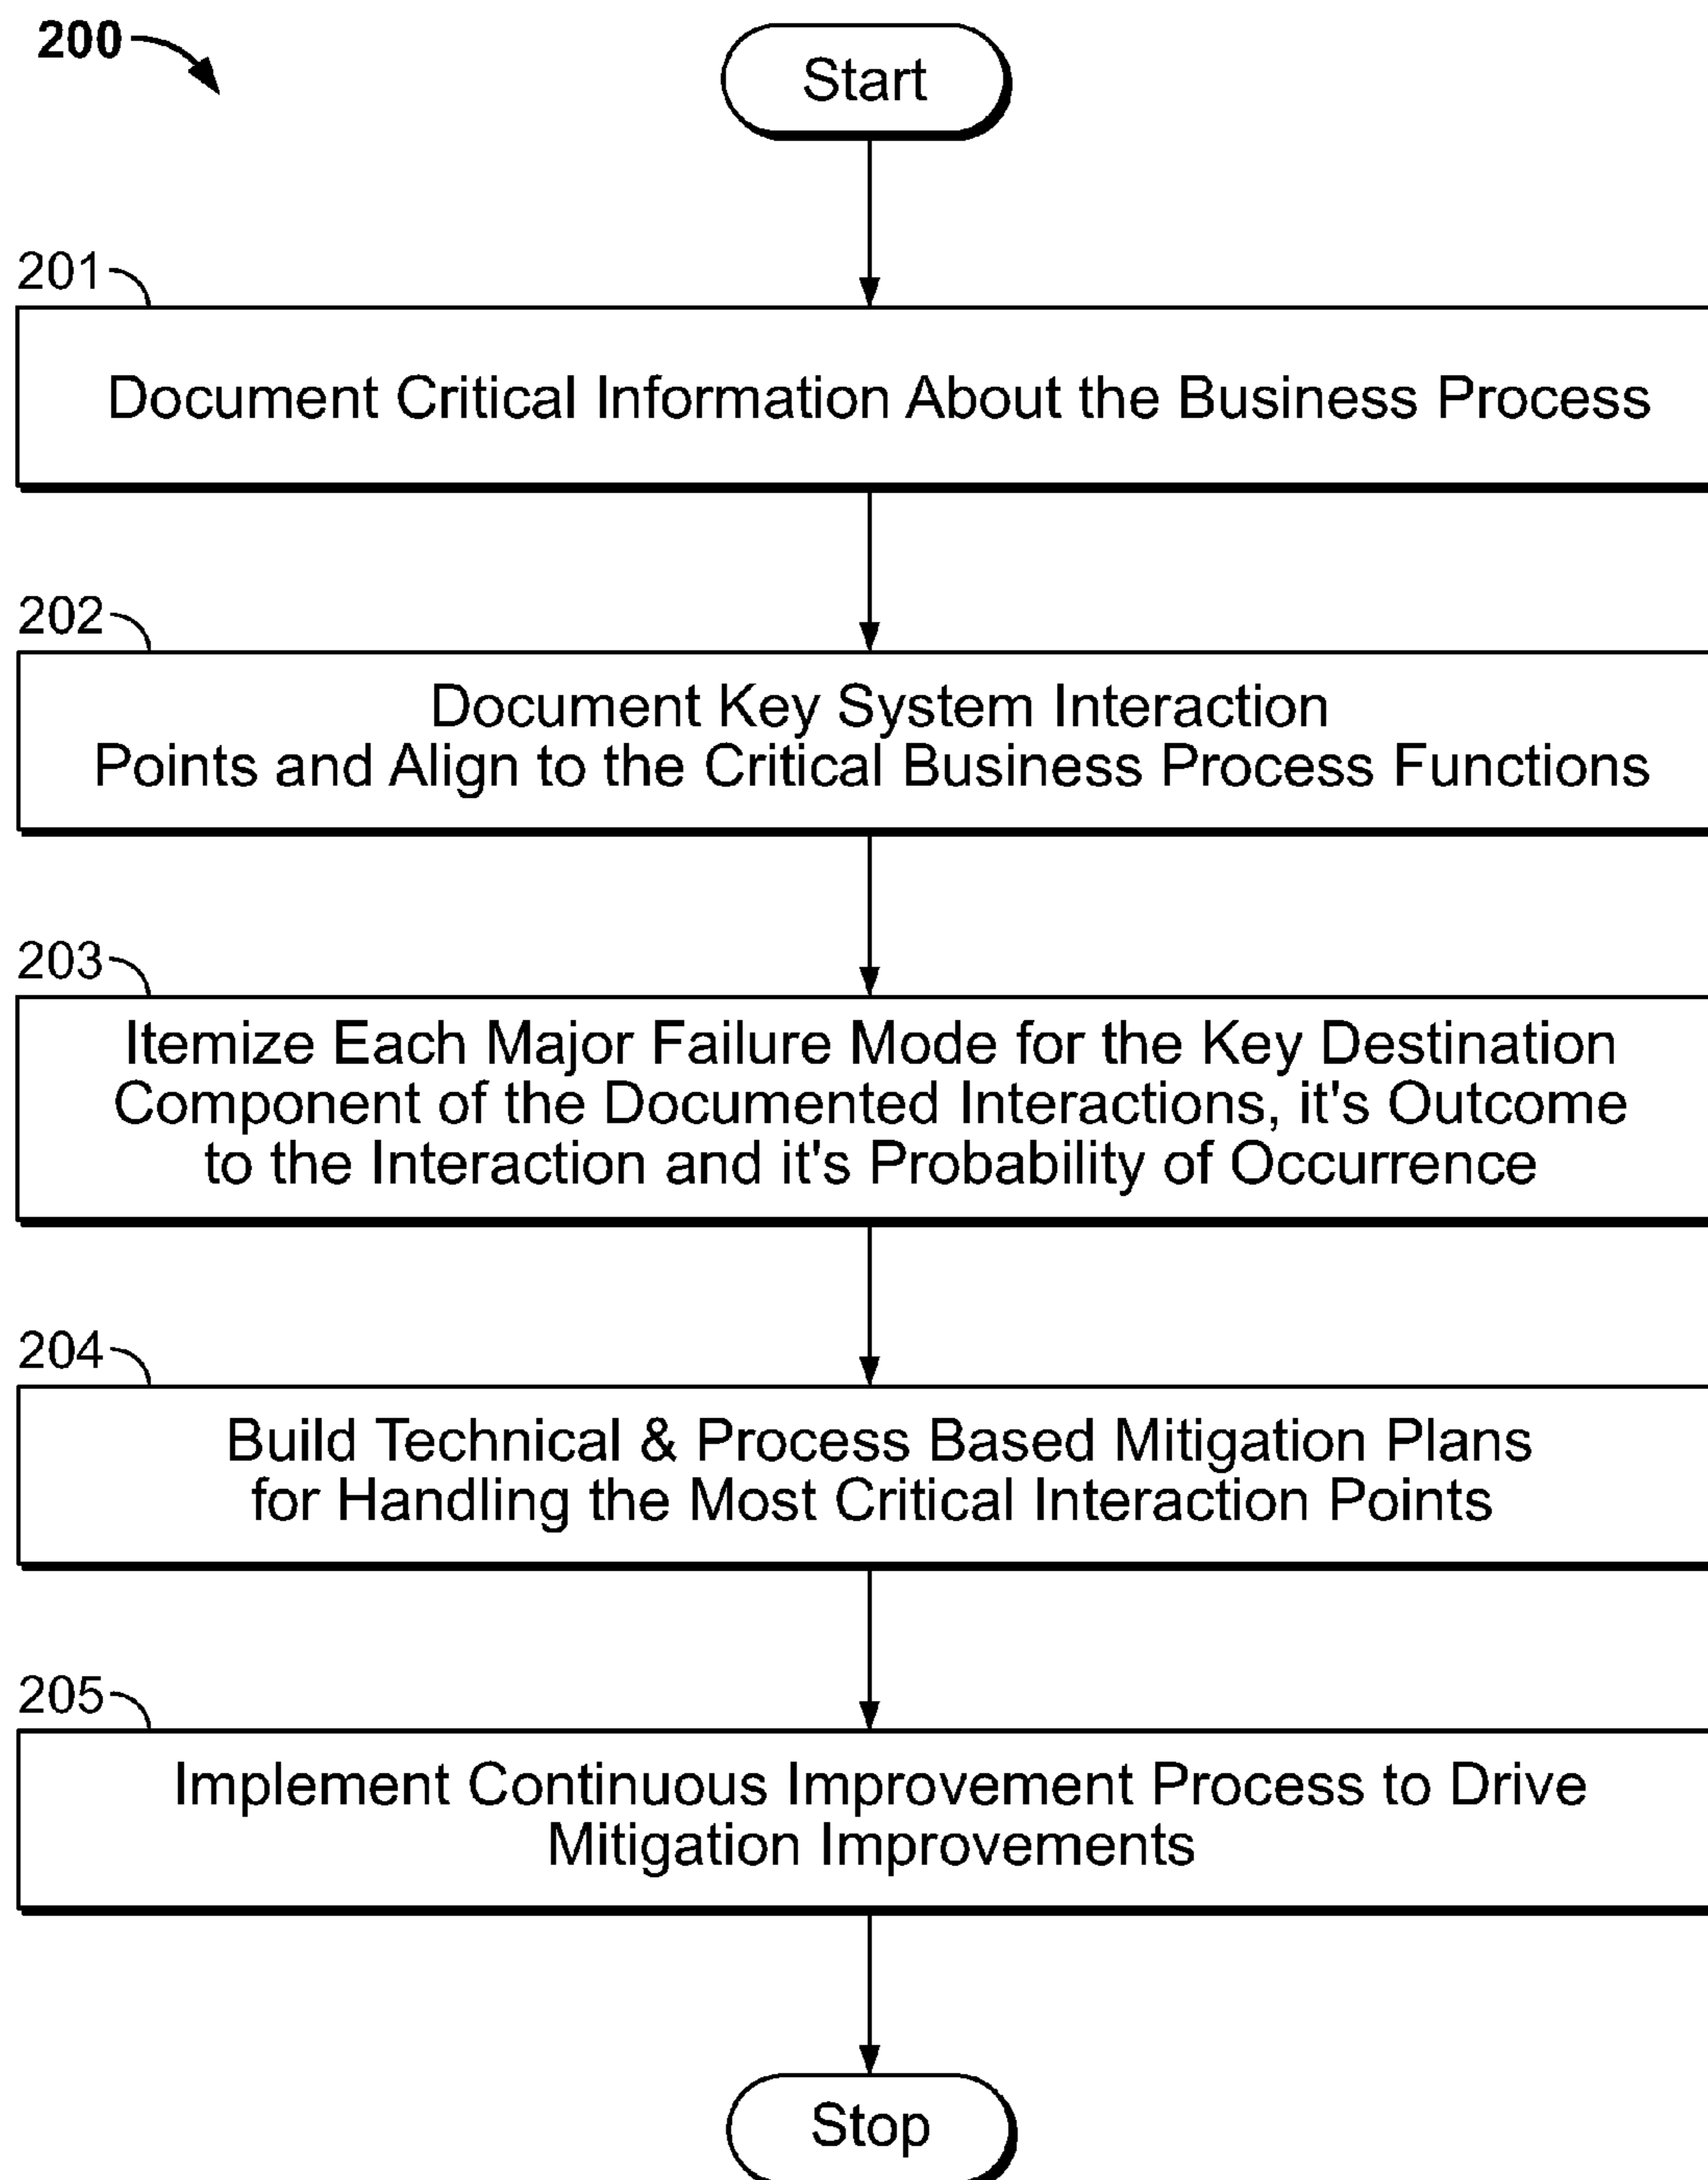 200
Start
201
Document Critical Information About the Business Process
202
Document Key System Interaction
Points and Align to the Critical Business Process Functions
203
Itemize Each Major Failure Mode for the Key Destination
Component of the Documented Interactions, it's Outcome
to the Interaction and it's Probability of Occurrence
204
Build Technical & Process Based Mitigation Plans
for Handling the Most Critical Interaction Points
205
Implement Continuous Improvement Process to Drive
Mitigation Improvements
Stop